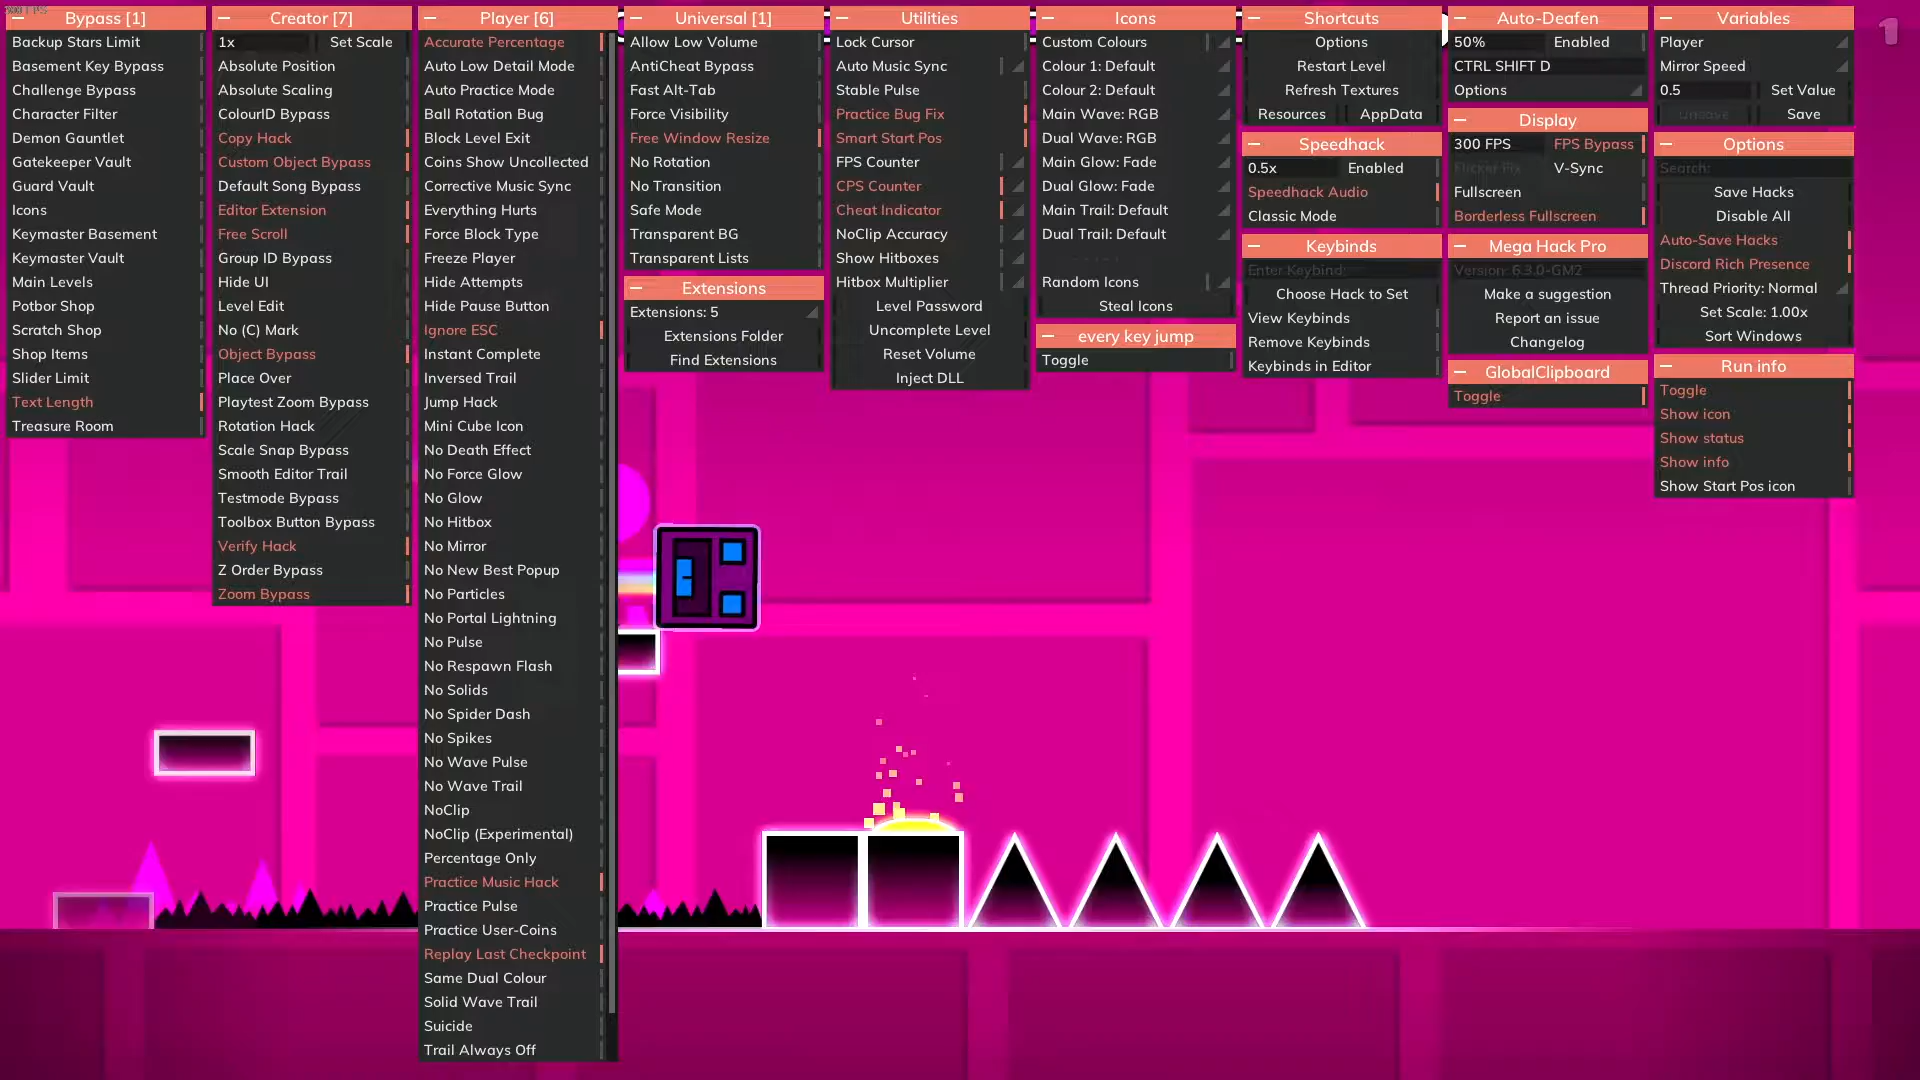 Bypass [1]
Backup Stars Limit
Basement Key Bypass
Challenge Bypass
Character Filter
Demon Gauntlet
Gatekeeper Vault
Guard Vault
Icons
Keymaster Basement
Keymaster Vault
Main Levels
Potbor Shop
Scratch Shop
Shop Items
Slider Limit
Text Length
Treasure Room
Creator [7]
1x Set Scale
Absolute Position
Absolute Scaling
ColourID Bypass
Copy Hack
Custom Object Bypass
Default Song Bypass
Editor Extension
Free Scroll
Group ID Bypass
Hide UI
Level Edit
No (C) Mark
Object Bypass
Place Over
Playtest Zoom Bypass
Rotation Hack
Scale Snap Bypass
Smooth Editor Trail
Testmode Bypass
Toolbox Button Bypass
Verify Hack
Z Order Bypass
Zoom Bypass
Player [6]
Accurate Percentage
Auto Low Detail Mode
Auto Practice Mode
Ball Rotation Bug
Block Level Exit
Coins Show Uncollected
Corrective Music Sync
Everything Hurts
Force Block Type
Freeze Player
Hide Attempts
Hide Pause Button
Ignore ESC
Instant Complete
Inversed Trail
Jump Hack
Mini Cube Icon
No Death Effect
No Force Glow
No Glow
No Hitbox
No Mirror
No New Best Popup
No Particles
No Portal Lightning
No Pulse
No Respawn Flash
No Solids
No Spider Dash
No Spikes
No Wave Pulse
No Wave Trail
NoClip
NoClip (Experimental)
Percentage Only
Practice Music Hack
Practice Pulse
Practice User-Coins
Replay Last Checkpoint
Same Dual Colour
Solid Wave Trail
Suicide
Trail Always Off
Universal [1]
Allow Low Volume
AntiCheat Bypass
Fast Alt-Tab
Force Visibility
Free Window Resize
No Rotation
No Transition
Safe Mode
Transparent BG
Transparent Lists
Extensions
Extensions: 5
Extensions Folder
Find Extensions
Utilities
Lock Cursor
Auto Music Sync
Stable Pulse
Practice Bug Fix
Smart Start Pos
FPS Counter
CPS Counter
Cheat Indicator
NoClip Accuracy
Show Hitboxes
Hitbox Multiplier
Level Password
Uncomplete Level
Reset Volume
Inject DLL
Icons
Custom Colours
Colour 1: Default
Colour 2: Default
Main Wave: RGB
Dual Wave: RGB
Main Glow: Fade
Dual Glow: Fade
Main Trail: Default
Dual Trail: Default
Random Icons
Steal Icons
every key jump
Toggle
Shortcuts
Options
Restart Level
Refresh Textures
Resources AppData
Speedhack
0.5x Enabled
Speedhack Audio
Classic Mode
Keybinds
Enter Keybind:
Choose Hack to Set
View Keybinds
Remove Keybinds
Keybinds in Editor
Auto-Deafen
50% Enabled
CTRL SHIFT D
Options
Display
300 FPS FPS Bypass
Flicker Fix V-Sync
Fullscreen
Borderless Fullscreen
Mega Hack Pro
Version: 6.3.0-GM2
Make a suggestion
Report an issue
Changelog
GlobalClipboard
Toggle
Variables
Player
Mirror Speed
0.5 Set Value
Unsave Save
Options
Search:
Save Hacks
Disable All
Auto-Save Hacks
Discord Rich Presence
Thread Priority: Normal
Set Scale: 1.00x
Sort Windows
Run info
Toggle
Show icon
Show status
Show info
Show Start Pos icon
1